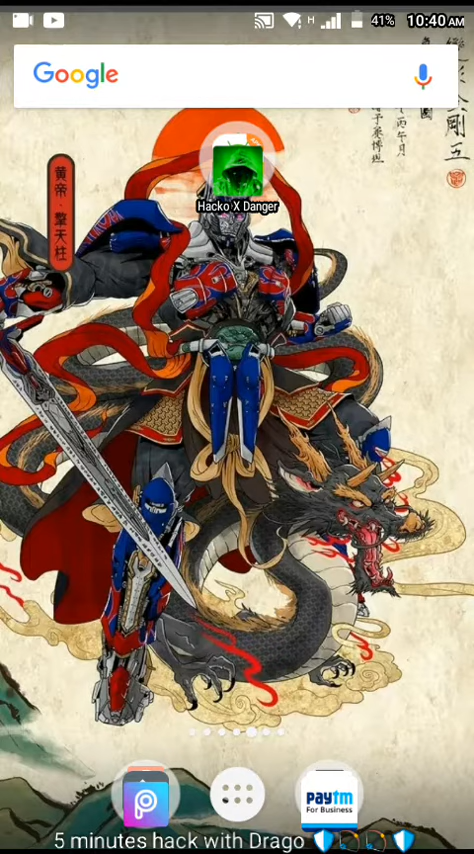 H 41% 10:40 AM
Google
Hacko X Danger
黄帝·擎天柱
paytm
For Business
5 minutes hack with Drago